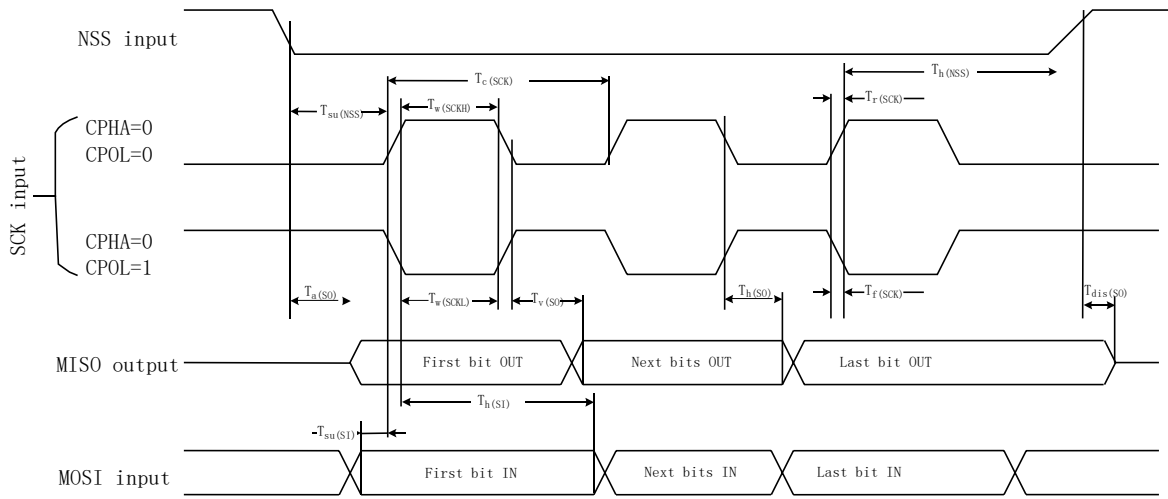 NSS input
Tc(SCK)
Th(NSS)
Tsu(NSS)
Tw(SCKH)
Tr(SCK)
SCK input
CPHA=0
CPOL=0
CPHA=0
CPOL=1
Ta(SO)
Tw(SCKL)
Tv(SO)
Th(SO)
Tf(SCK)
Tdis(SO)
MISO output
First bit OUT
Next bits OUT
Last bit OUT
Th(SI)
Tsu(SI)
MOSI input
First bit IN
Next bits IN
Last bit IN